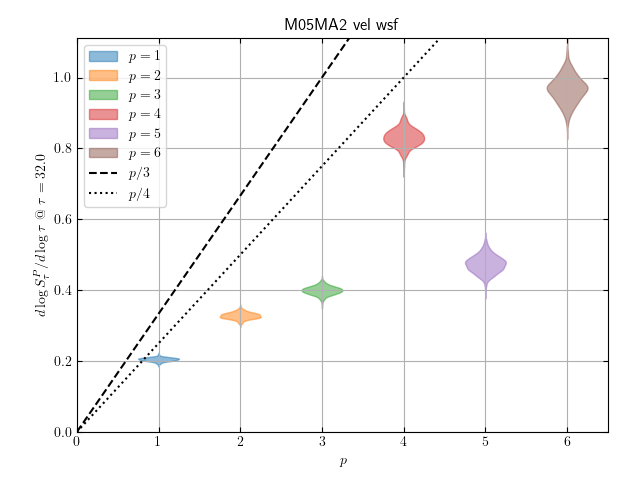 M05MA2 vel wsf
p = 1
p = 2
p = 3
p = 4
p = 5
p = 6
p/3
p/4
d log S_τ^P / d log τ @ τ = 32.0
1.0
0.8
0.6
0.4
0.2
0.0
0 1 2 3 4 5 6
p